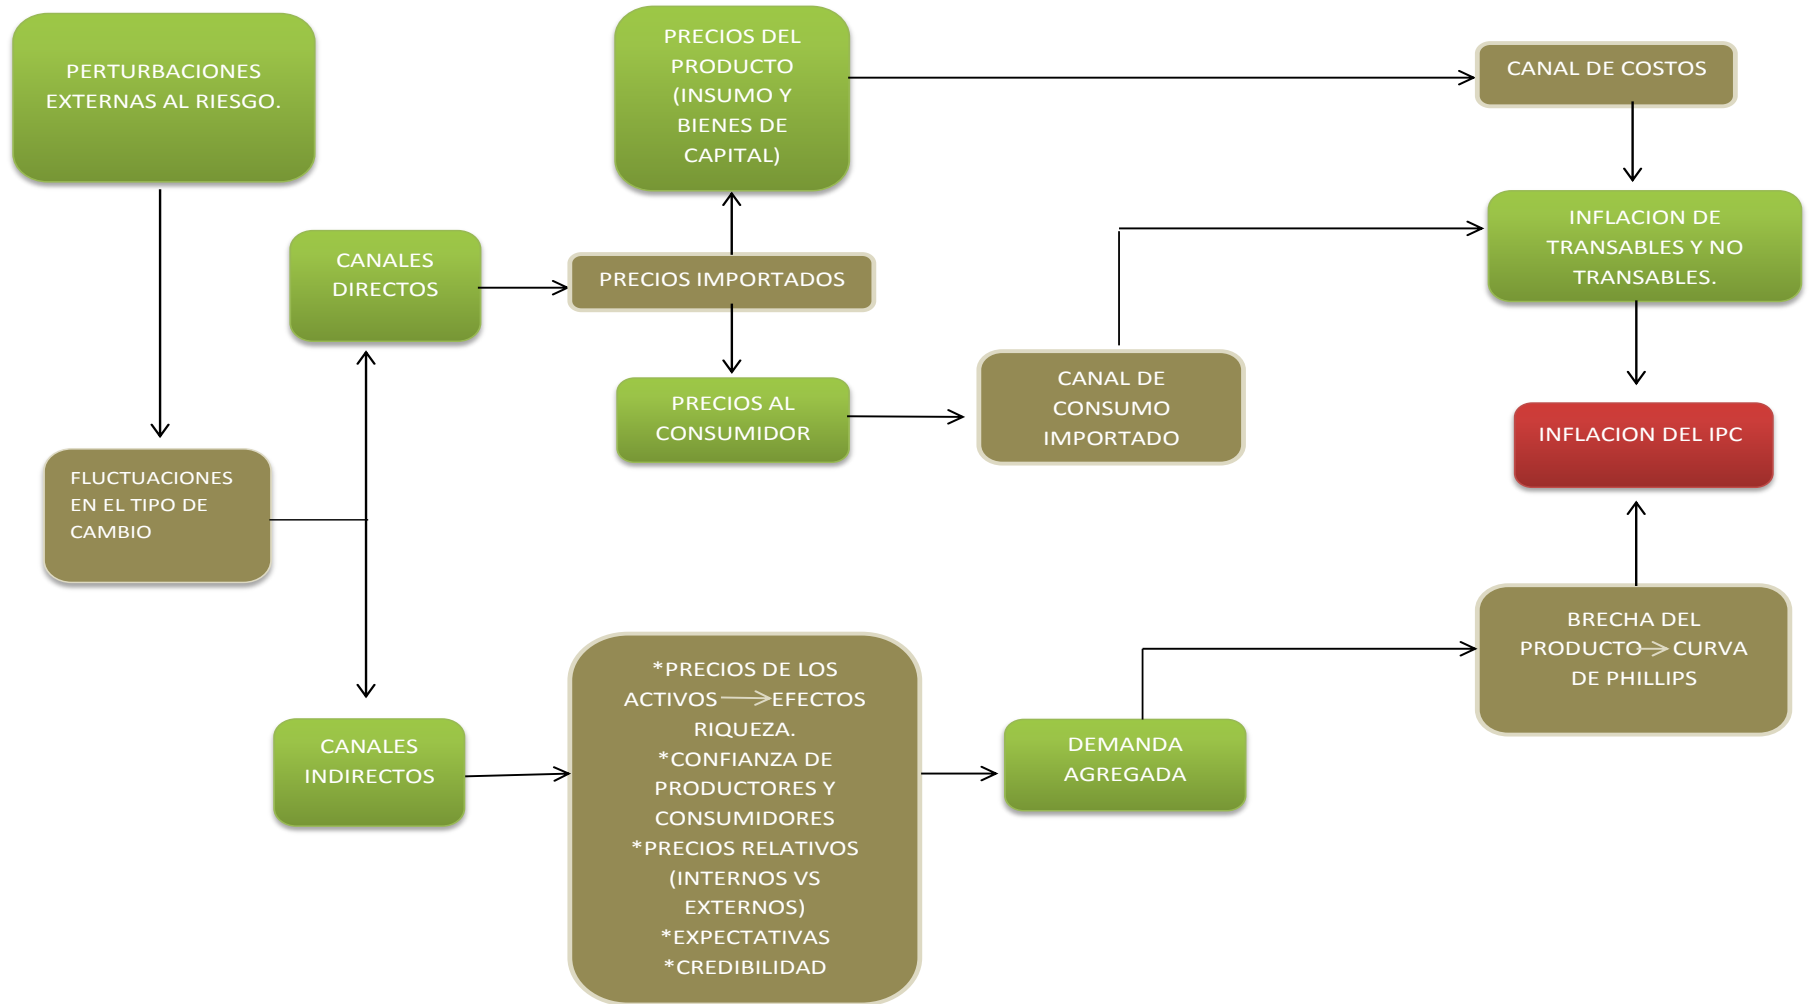 PERTURBACIONES
EXTERNAS AL RIESGO.
PRECIOS DEL
PRODUCTO
(INSUMO Y
BIENES DE
CAPITAL)
CANAL DE COSTOS
CANALES
DIRECTOS
PRECIOS IMPORTADOS
INFLACION DE
TRANSABLES Y NO
TRANSABLES.
PRECIOS AL
CONSUMIDOR
CANAL DE
CONSUMO
IMPORTADO
INFLACION DEL IPC
FLUCTUACIONES
EN EL TIPO DE
CAMBIO
CANALES
INDIRECTOS
*PRECIOS DE LOS
ACTIVOS EFECTOS
RIQUEZA.
*CONFIANZA DE
PRODUCTORES Y
CONSUMIDORES
*PRECIOS RELATIVOS
(INTERNOS VS
EXTERNOS)
*EXPECTATIVAS
*CREDIBILIDAD
DEMANDA
AGREGADA
BRECHA DEL
PRODUCTO CURVA
DE PHILLIPS